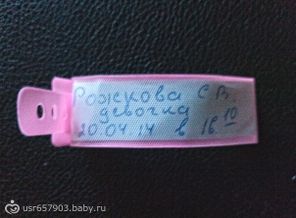 Рожкова С.В.
девочка
20.04.14 в 16 10
usr657903.baby.ru